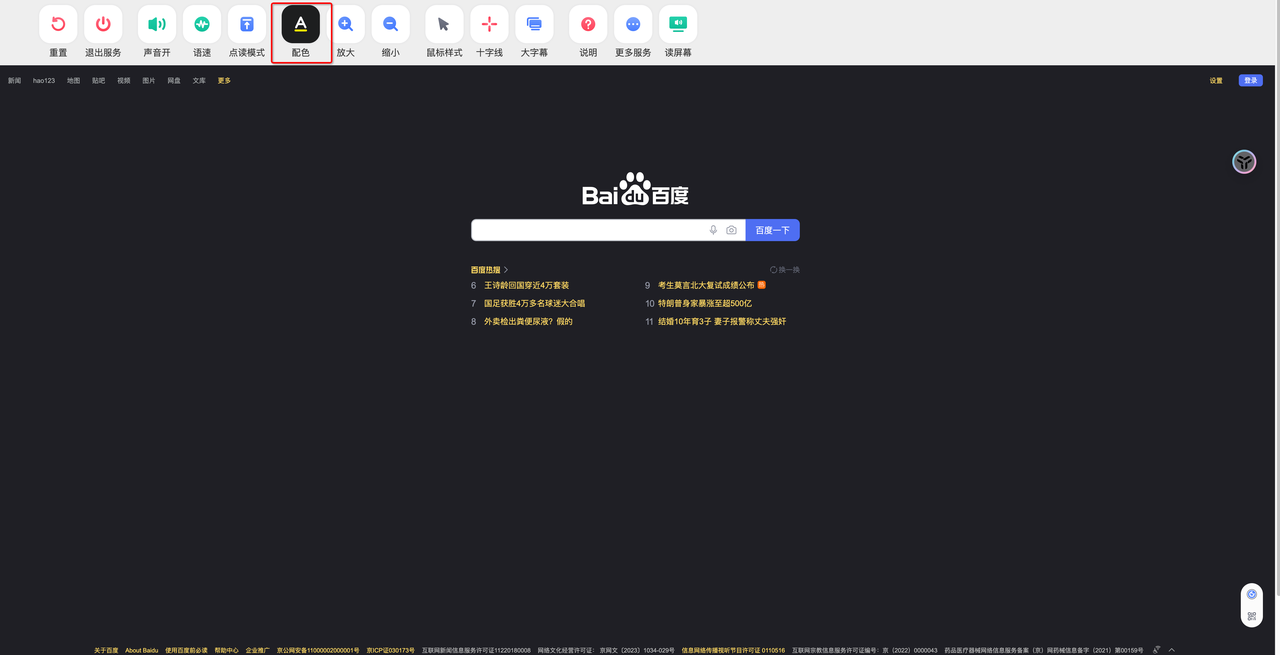 重置 退出服务 声音开 语速 点读模式 配色 放大 缩小 鼠标样式 十字线 大字幕 说明 更多服务 读屏幕
新闻 hao123 地图 贴吧 视频 图片 网盘 文库 更多 设置 登录
Bai du 百度
百度一下
百度热搜 换一换
6 王诗龄回国穿近4万套装
7 国足获胜4万多名球迷大合唱
8 外卖检出粪便尿液？假的
9 考生莫言北大复试成绩公布 热
10 特朗普身家暴涨至超500亿
11 结婚10年育3子 妻子报警称丈夫强奸
关于百度 About Baidu 使用百度前必读 帮助中心 企业推广 京公网安备11000002000001号 京ICP证030173号 互联网新闻信息服务许可证11220180008 网络文化经营许可证：京网文（2023）1034-029号 信息网络传播视听节目许可证 0110516 互联网宗教信息服务许可证编号：京（2022）0000043 药品医疗器械网络信息服务备案（京）网药械信息备字（2021）第00159号